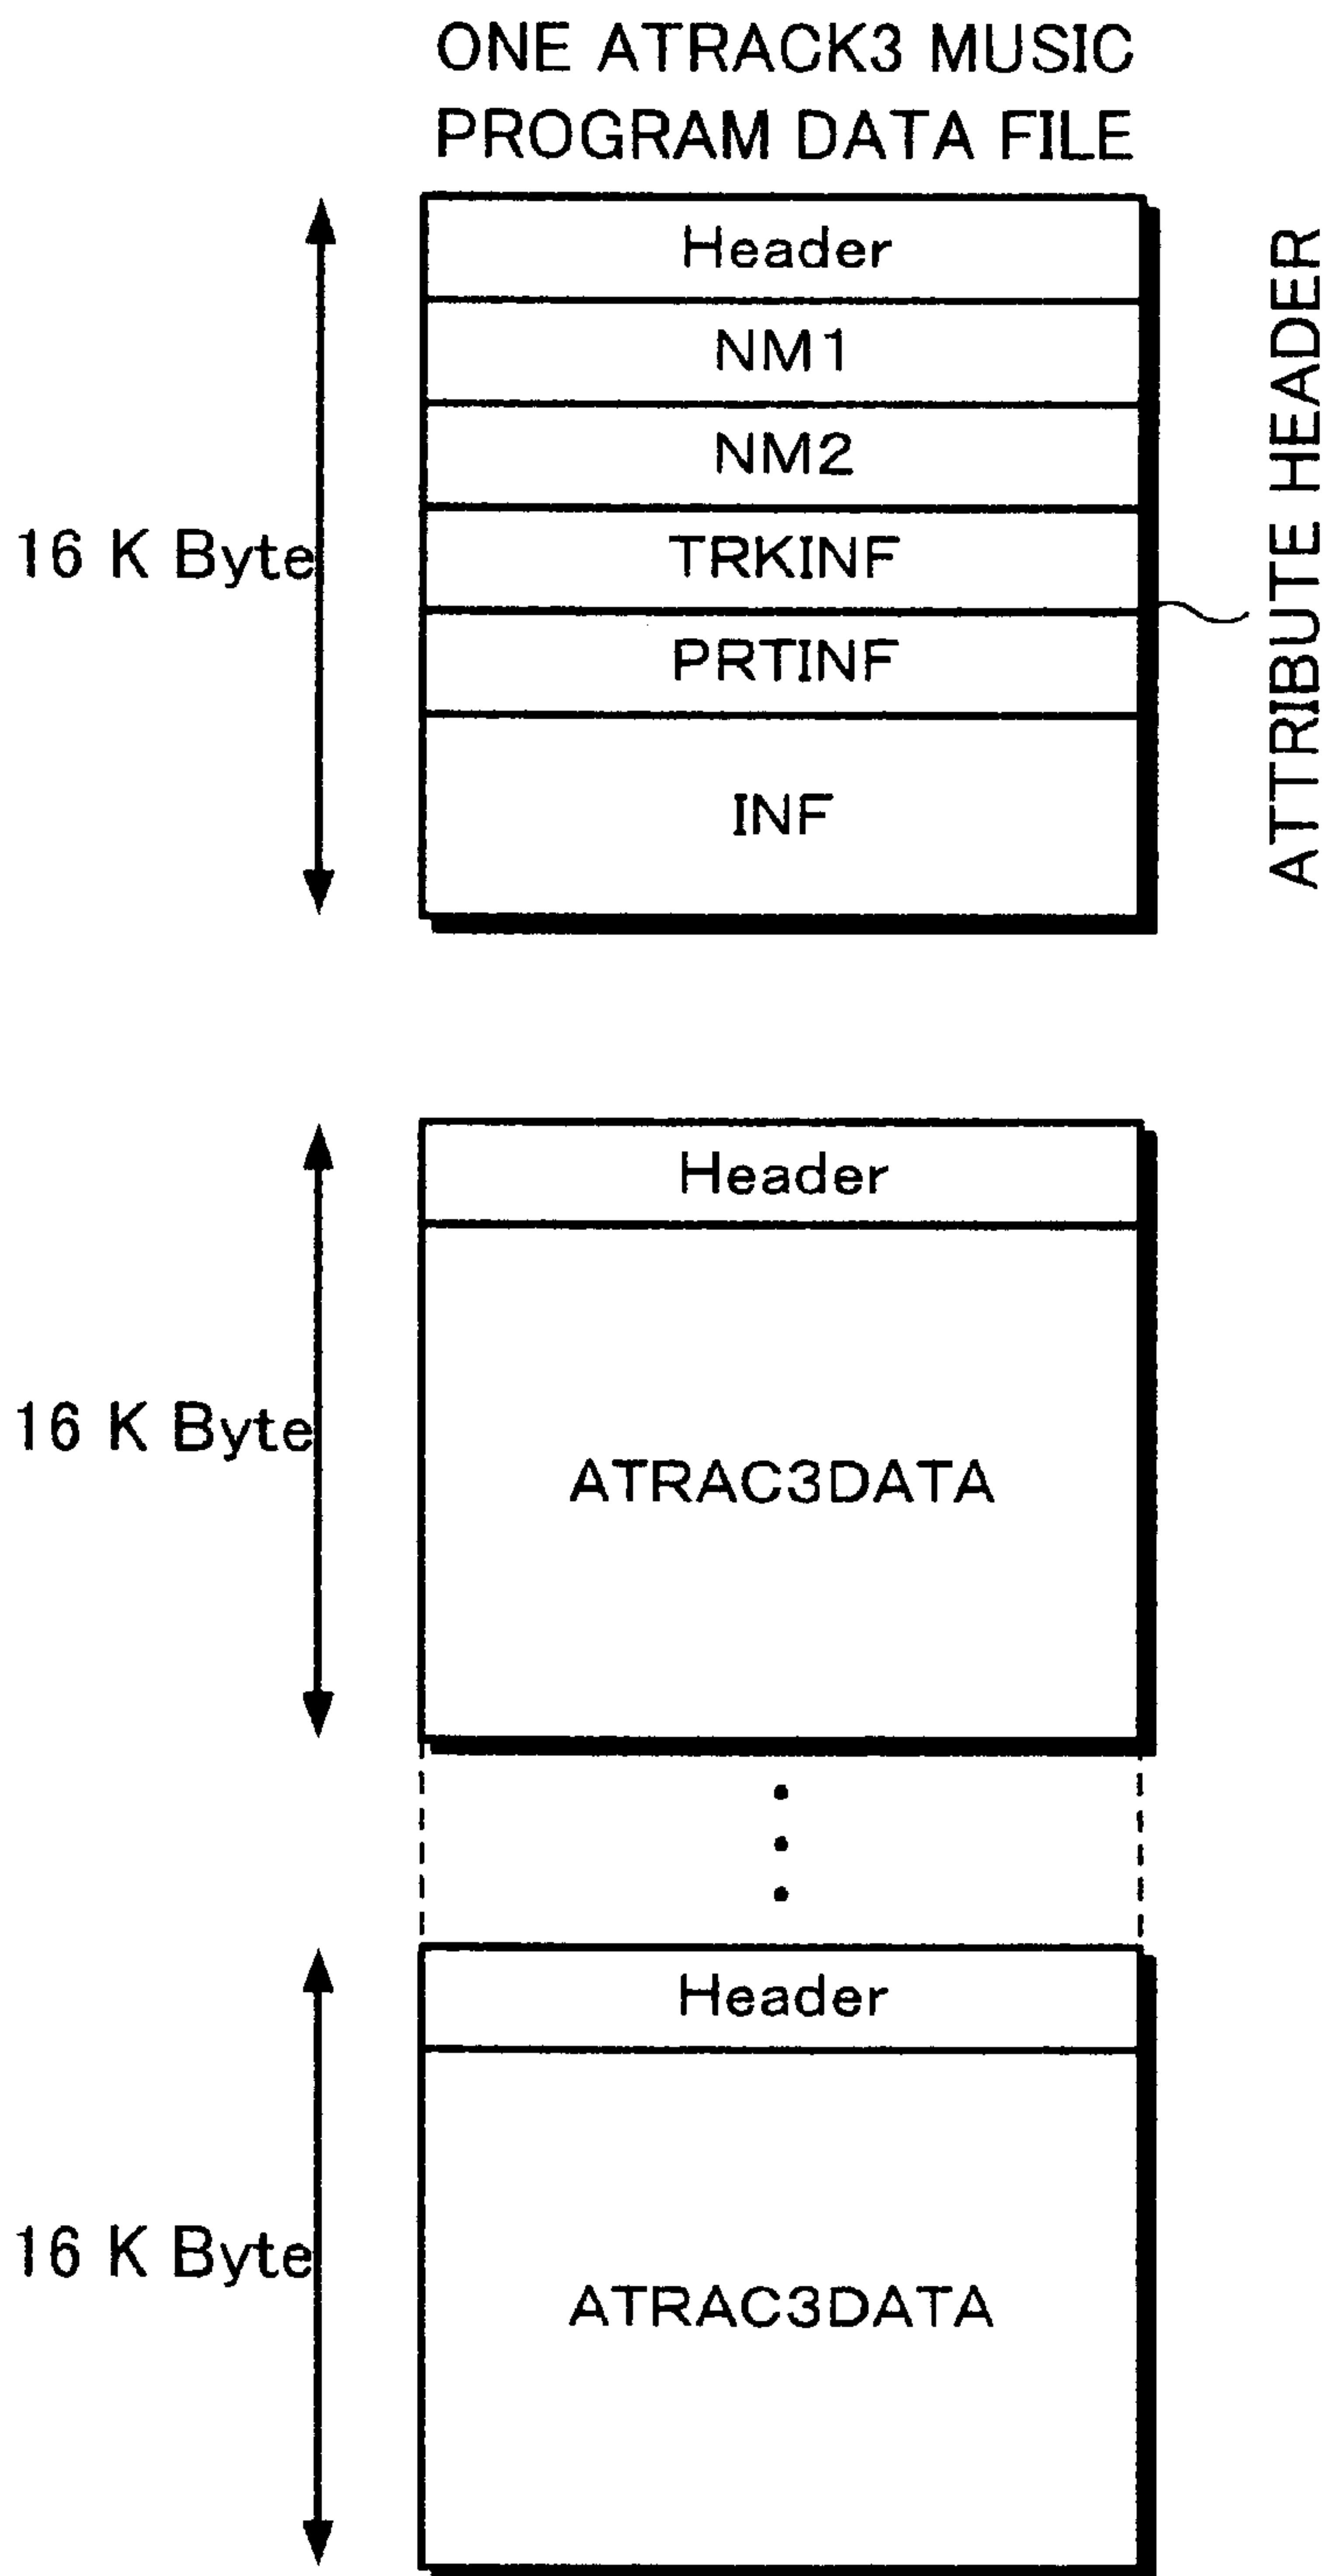 ONE ATRACK3 MUSIC
PROGRAM DATA FILE
Header
NM1
NM2
TRKINF
PRTINF
INF
16 K Byte
ATTRIBUTE HEADER
Header
ATRAC3DATA
16 K Byte
Header
ATRAC3DATA
16 K Byte